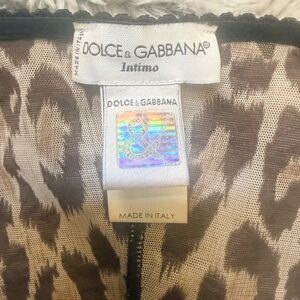 MADE IN ITALY
DOLCE & GABBANA®
Intimo
DOLCE & GABBANA
MADE IN ITALY